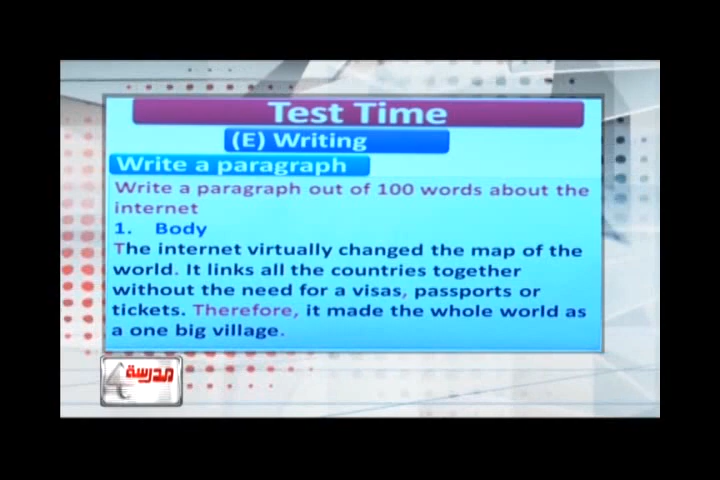 Test Time
(E) Writing
Write a paragraph
Write a paragraph out of 100 words about the
internet
1. Body
The internet virtually changed the map of the
world. It links all the countries together
without the need for a visas, passports or
tickets. Therefore, it made the whole world as
a one big village.
مدرسة